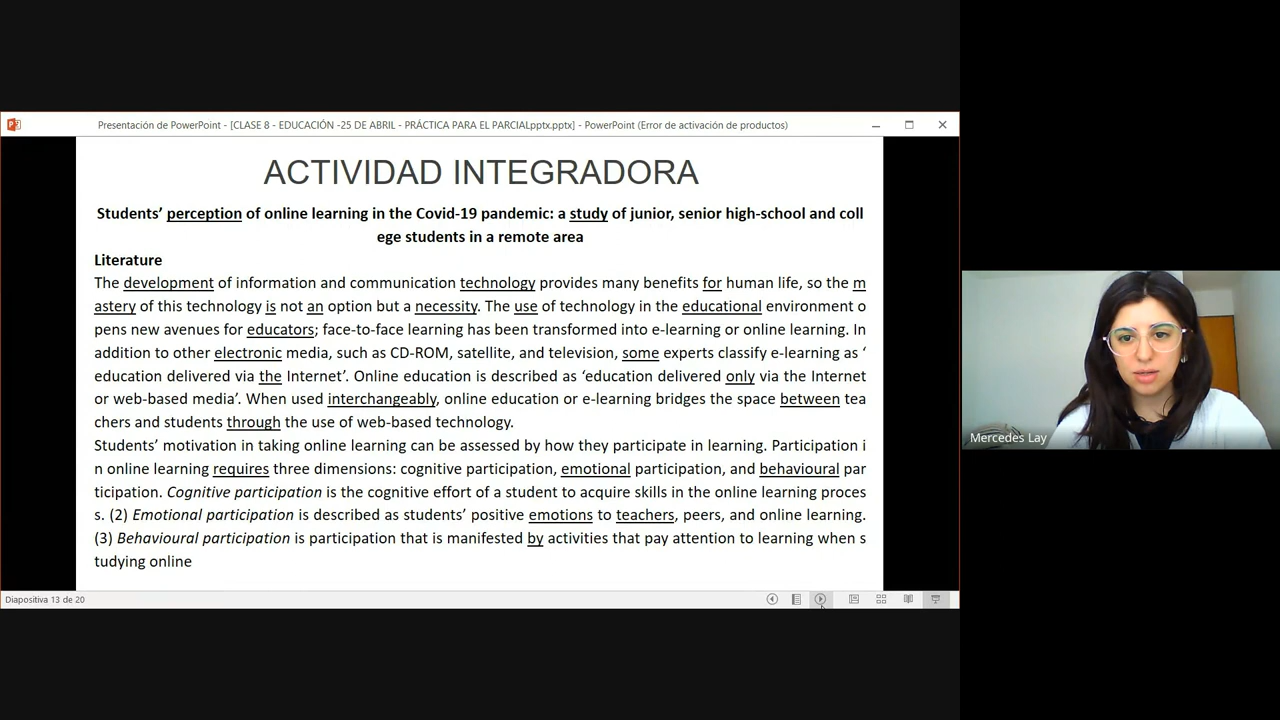 Presentación de PowerPoint - [CLASE 8 - EDUCACIÓN -25 DE ABRIL - PRÁCTICA PARA EL PARCIALpptx.pptx] - PowerPoint (Error de activación de productos)
ACTIVIDAD INTEGRADORA
Students’ perception of online learning in the Covid-19 pandemic: a study of junior, senior high-school and coll
ege students in a remote area
Literature
The development of information and communication technology provides many benefits for human life, so the m
astery of this technology is not an option but a necessity. The use of technology in the educational environment o
pens new avenues for educators; face-to-face learning has been transformed into e-learning or online learning. In
addition to other electronic media, such as CD-ROM, satellite, and television, some experts classify e-learning as ‘
education delivered via the Internet’. Online education is described as ‘education delivered only via the Internet
or web-based media’. When used interchangeably, online education or e-learning bridges the space between tea
chers and students through the use of web-based technology.
Students’ motivation in taking online learning can be assessed by how they participate in learning. Participation i
n online learning requires three dimensions: cognitive participation, emotional participation, and behavioural par
ticipation. Cognitive participation is the cognitive effort of a student to acquire skills in the online learning proces
s. (2) Emotional participation is described as students’ positive emotions to teachers, peers, and online learning.
(3) Behavioural participation is participation that is manifested by activities that pay attention to learning when s
tudying online
Diapositiva 13 de 20
Mercedes Lay